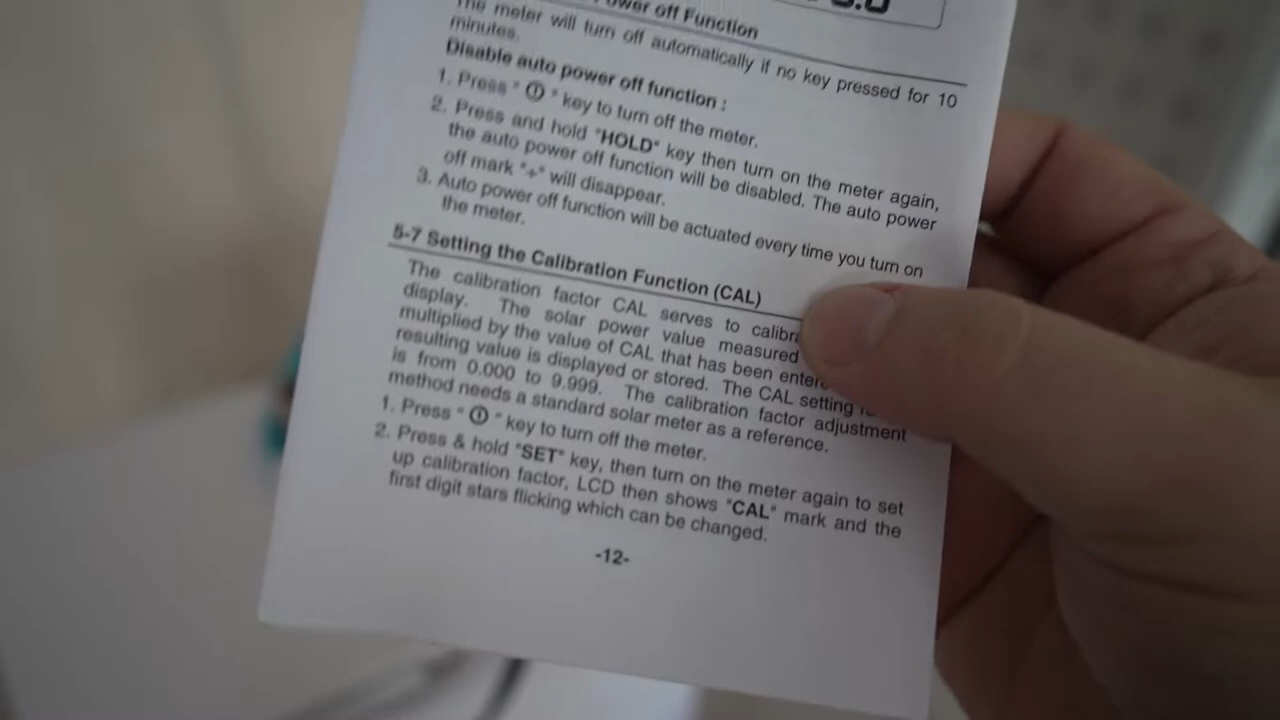 Power off Function
The meter will turn off automatically if no key pressed for 10
minutes.
Disable auto power off function :
1. Press " " key to turn off the meter.
2. Press and hold "HOLD" key then turn on the meter again,
the auto power off function will be disabled. The auto power
off mark "÷" will disappear.
3. Auto power off function will be actuated every time you turn on
the meter.
5-7 Setting the Calibration Function (CAL)
The calibration factor CAL serves to
display. The solar power value measured
multiplied by the value of CAL that has been
resulting value is displayed or stored. The CAL setting
is from 0.000 to 9.999. The calibration factor adjustment
method needs a standard solar meter as a reference.
1. Press " " key to turn off the meter.
2. Press & hold "SET" key, then turn on the meter again to set
up calibration factor, LCD then shows "CAL" mark and the
first digit stars flicking which can be changed.
-12-